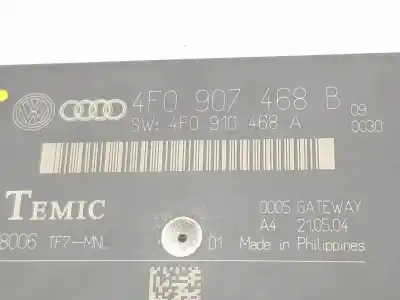 4F0 907 468 B 09
SW: 4F0 910 468 A 0030
TEMIC
0005 GATEWAY
A4 21.05.04
8006 TF7-MNL 01 Made in Philippines